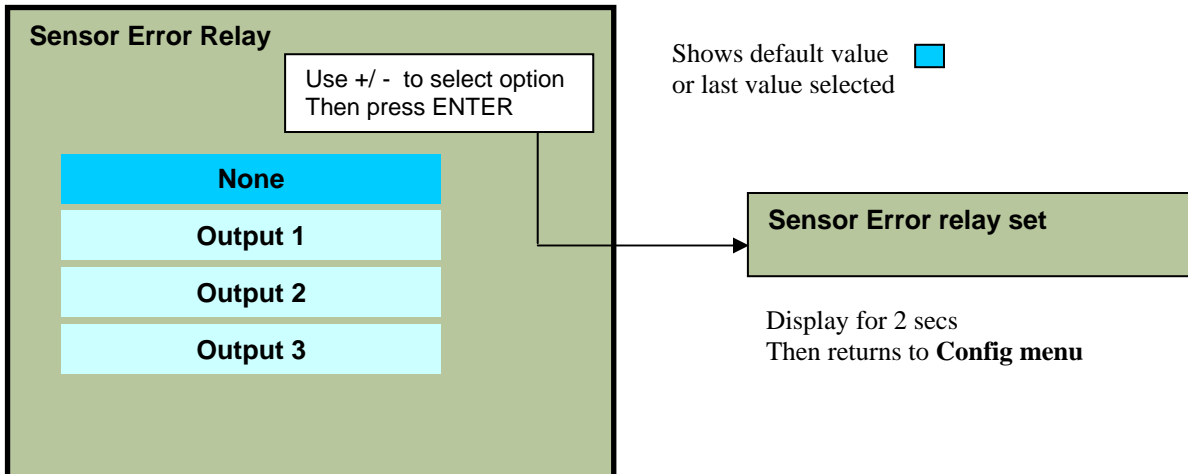 Sensor Error Relay
Use +/ -  to select option
Then press ENTER
None
Output 1
Output 2
Output 3
Shows default value
or last value selected
Sensor Error relay set
Display for 2 secs
Then returns to Config menu